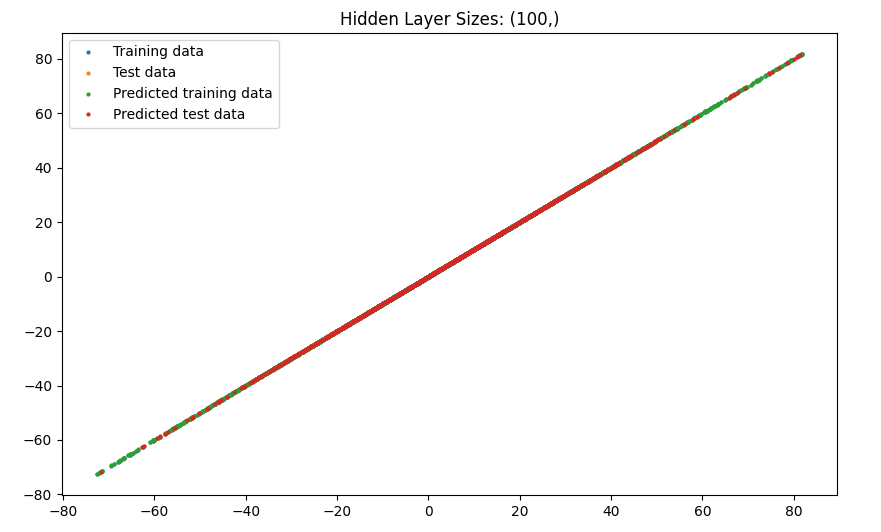 Hidden Layer Sizes: (100,)
Training data
Test data
Predicted training data
Predicted test data
80
60
40
20
0
−20
−40
−60
−80
−80 −60 −40 −20 0 20 40 60 80